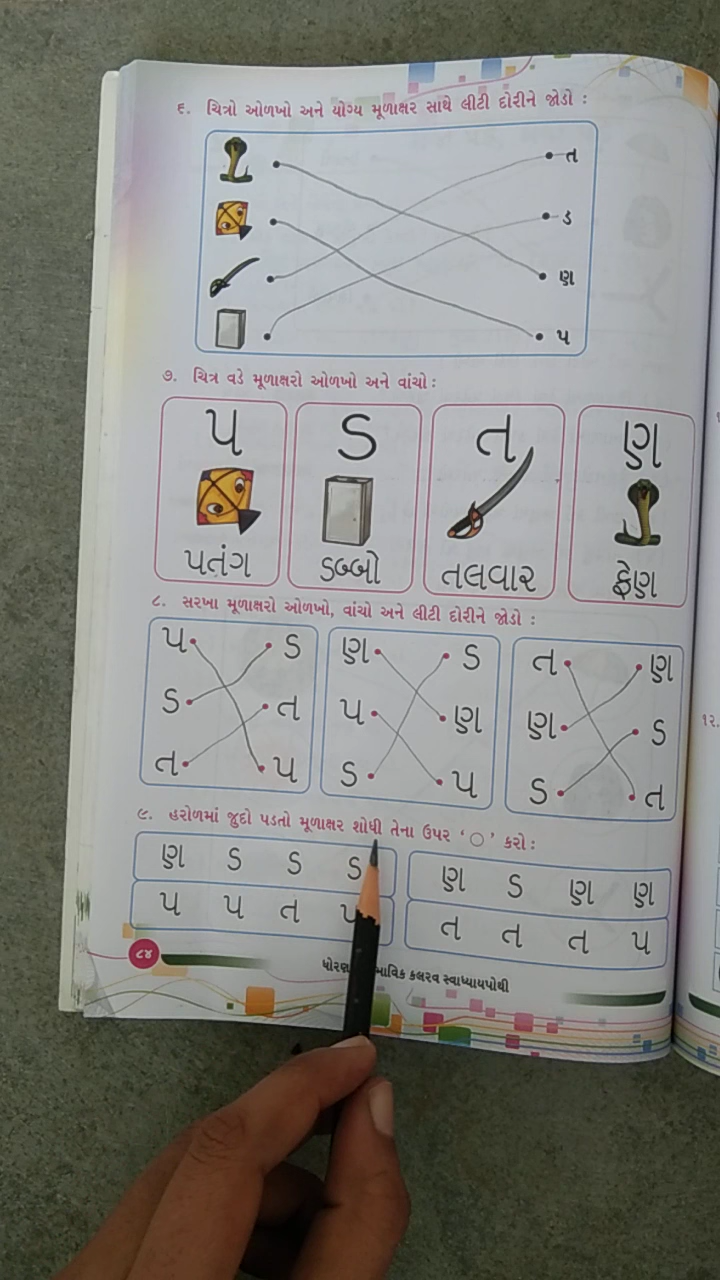 ૬. ચિત્રો ઓળખો અને યોગ્ય મૂળાક્ષર સાથે લીટી દોરીને જોડો :
ત
ડ
ણ
પ
૭. ચિત્ર વડે મૂળાક્ષરો ઓળખો અને વાંચો :
પ ડ ત ણ
પતંગ ડબ્બો તલવાર ફેણ
૮. સરખા મૂળાક્ષરો ઓળખો, વાંચો અને લીટી દોરીને જોડો :
પ ડ ણ ડ ત ણ
ડ ત પ ણ ણ ડ
ત પ ડ પ ડ ત
૯. હરોળમાં જુદો પડતો મૂળાક્ષર શોધી તેના ઉપર ‘○’ કરો :
ણ ડ ડ ડ ણ ડ ણ ણ
પ પ ત પ ત ત ત પ
૮૪
કલરવ સ્વાધ્યાયપોથી
૧૨.